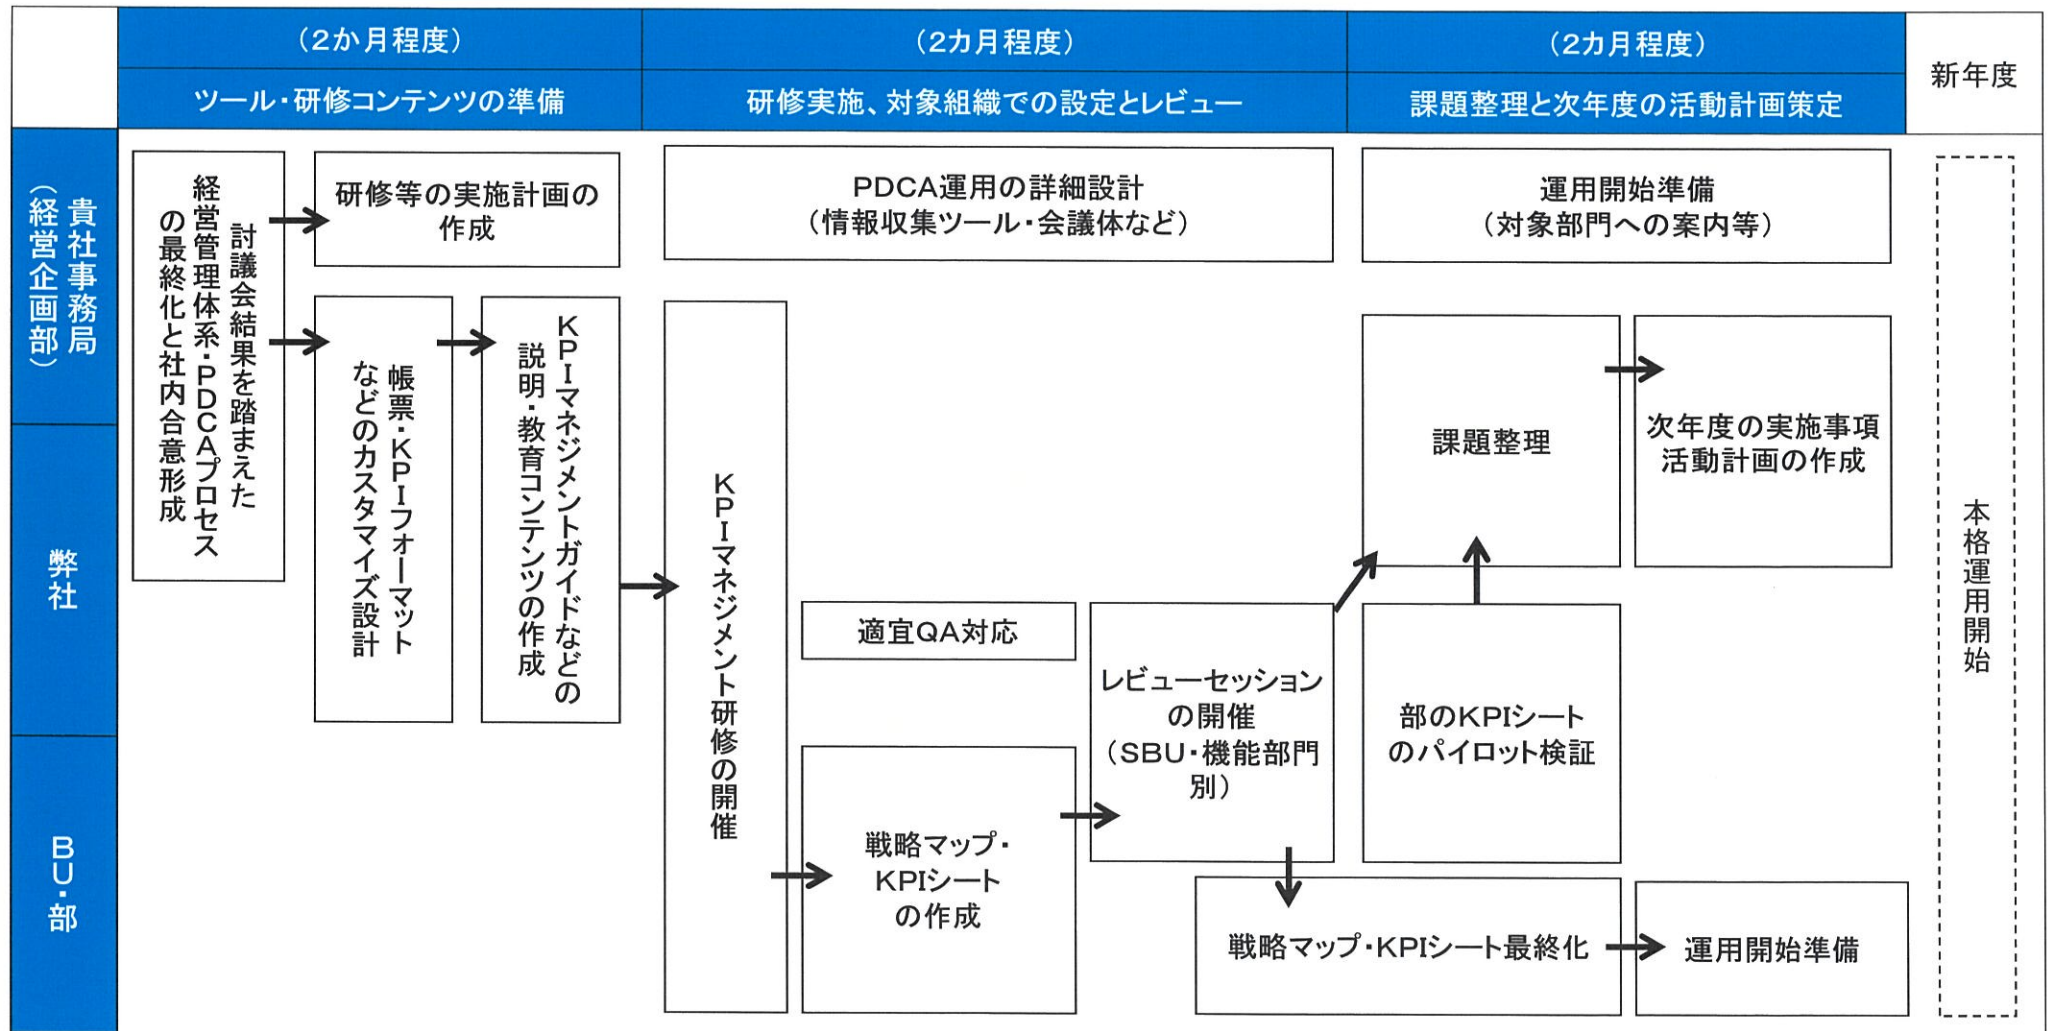 (2か月程度)
(2カ月程度)
(2カ月程度)
新年度
ツール・研修コンテンツの準備
研修実施、対象組織での設定とレビュー
課題整理と次年度の活動計画策定
貴社事務局
(経営企画部)
弊社
BU・部
討議会結果を踏まえた
経営管理体系・PDCAプロセス
の最終化と社内合意形成
研修等の実施計画の
作成
帳票・KPIフォーマット
などのカスタマイズ設計
KPIマネジメントガイドなどの
説明・教育コンテンツの作成
PDCA運用の詳細設計
(情報収集ツール・会議体など)
KPIマネジメント研修の開催
適宜QA対応
戦略マップ・
KPIシート
の作成
レビューセッション
の開催
(SBU・機能部門
別)
運用開始準備
(対象部門への案内等)
課題整理
次年度の実施事項
活動計画の作成
部のKPIシート
のパイロット検証
戦略マップ・KPIシート最終化
運用開始準備
本格運用開始